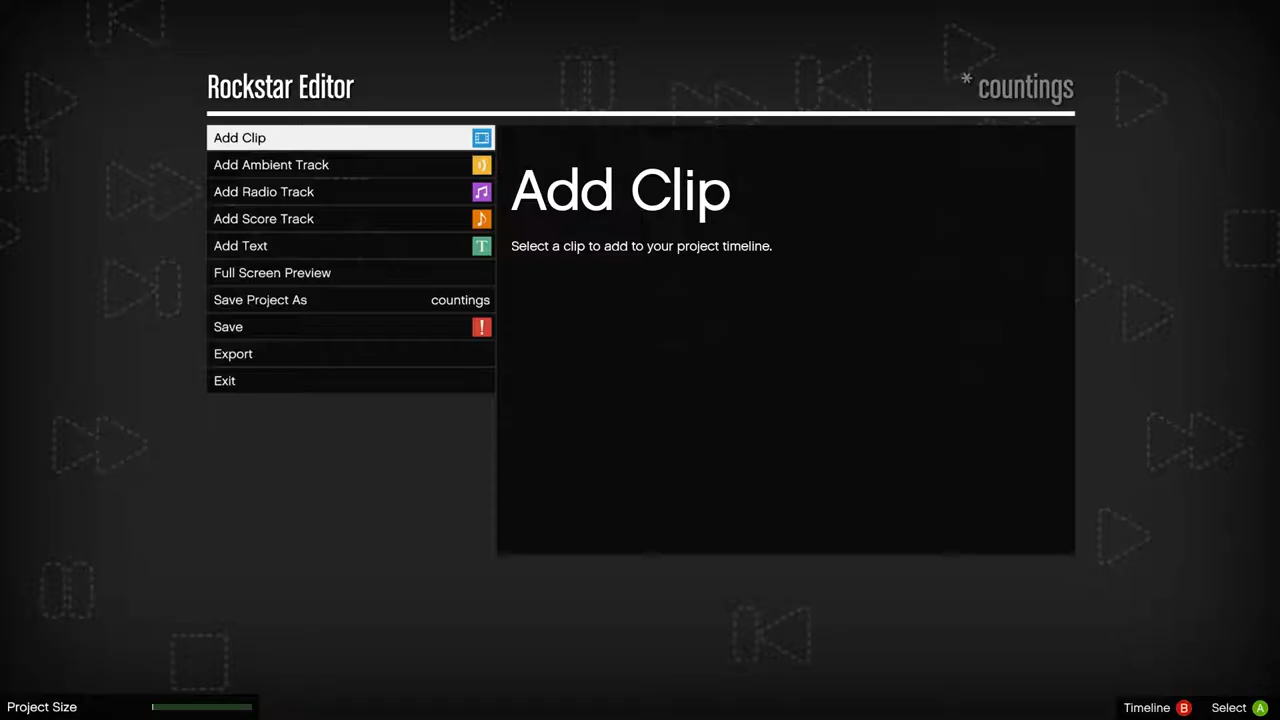 Rockstar Editor
* countings
Add Clip
Add Ambient Track
Add Radio Track
Add Score Track
Add Text
T
Full Screen Preview
Save Project As countings
Save
!
Export
Exit
Add Clip
Select a clip to add to your project timeline.
Project Size
Timeline B Select A